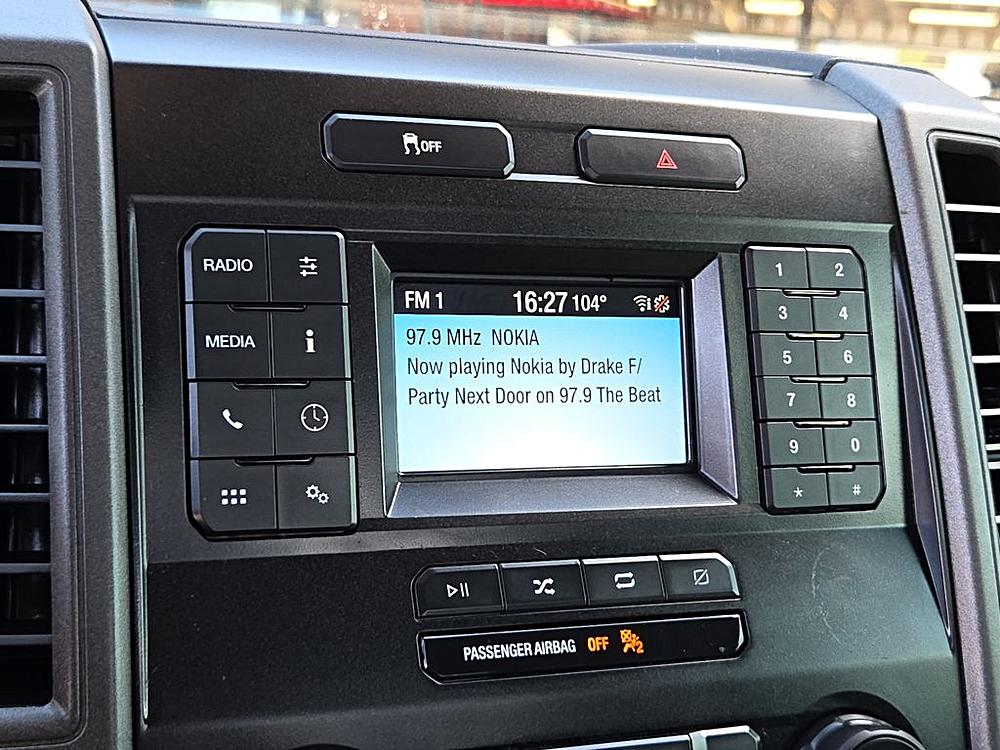 OFF
RADIO
MEDIA
i
FM 1 16:27 104°
97.9 MHz NOKIA
Now playing Nokia by Drake F/
Party Next Door on 97.9 The Beat
1 2
3 4
5 6
7 8
9 0
* #
PASSENGER AIRBAG OFF 2